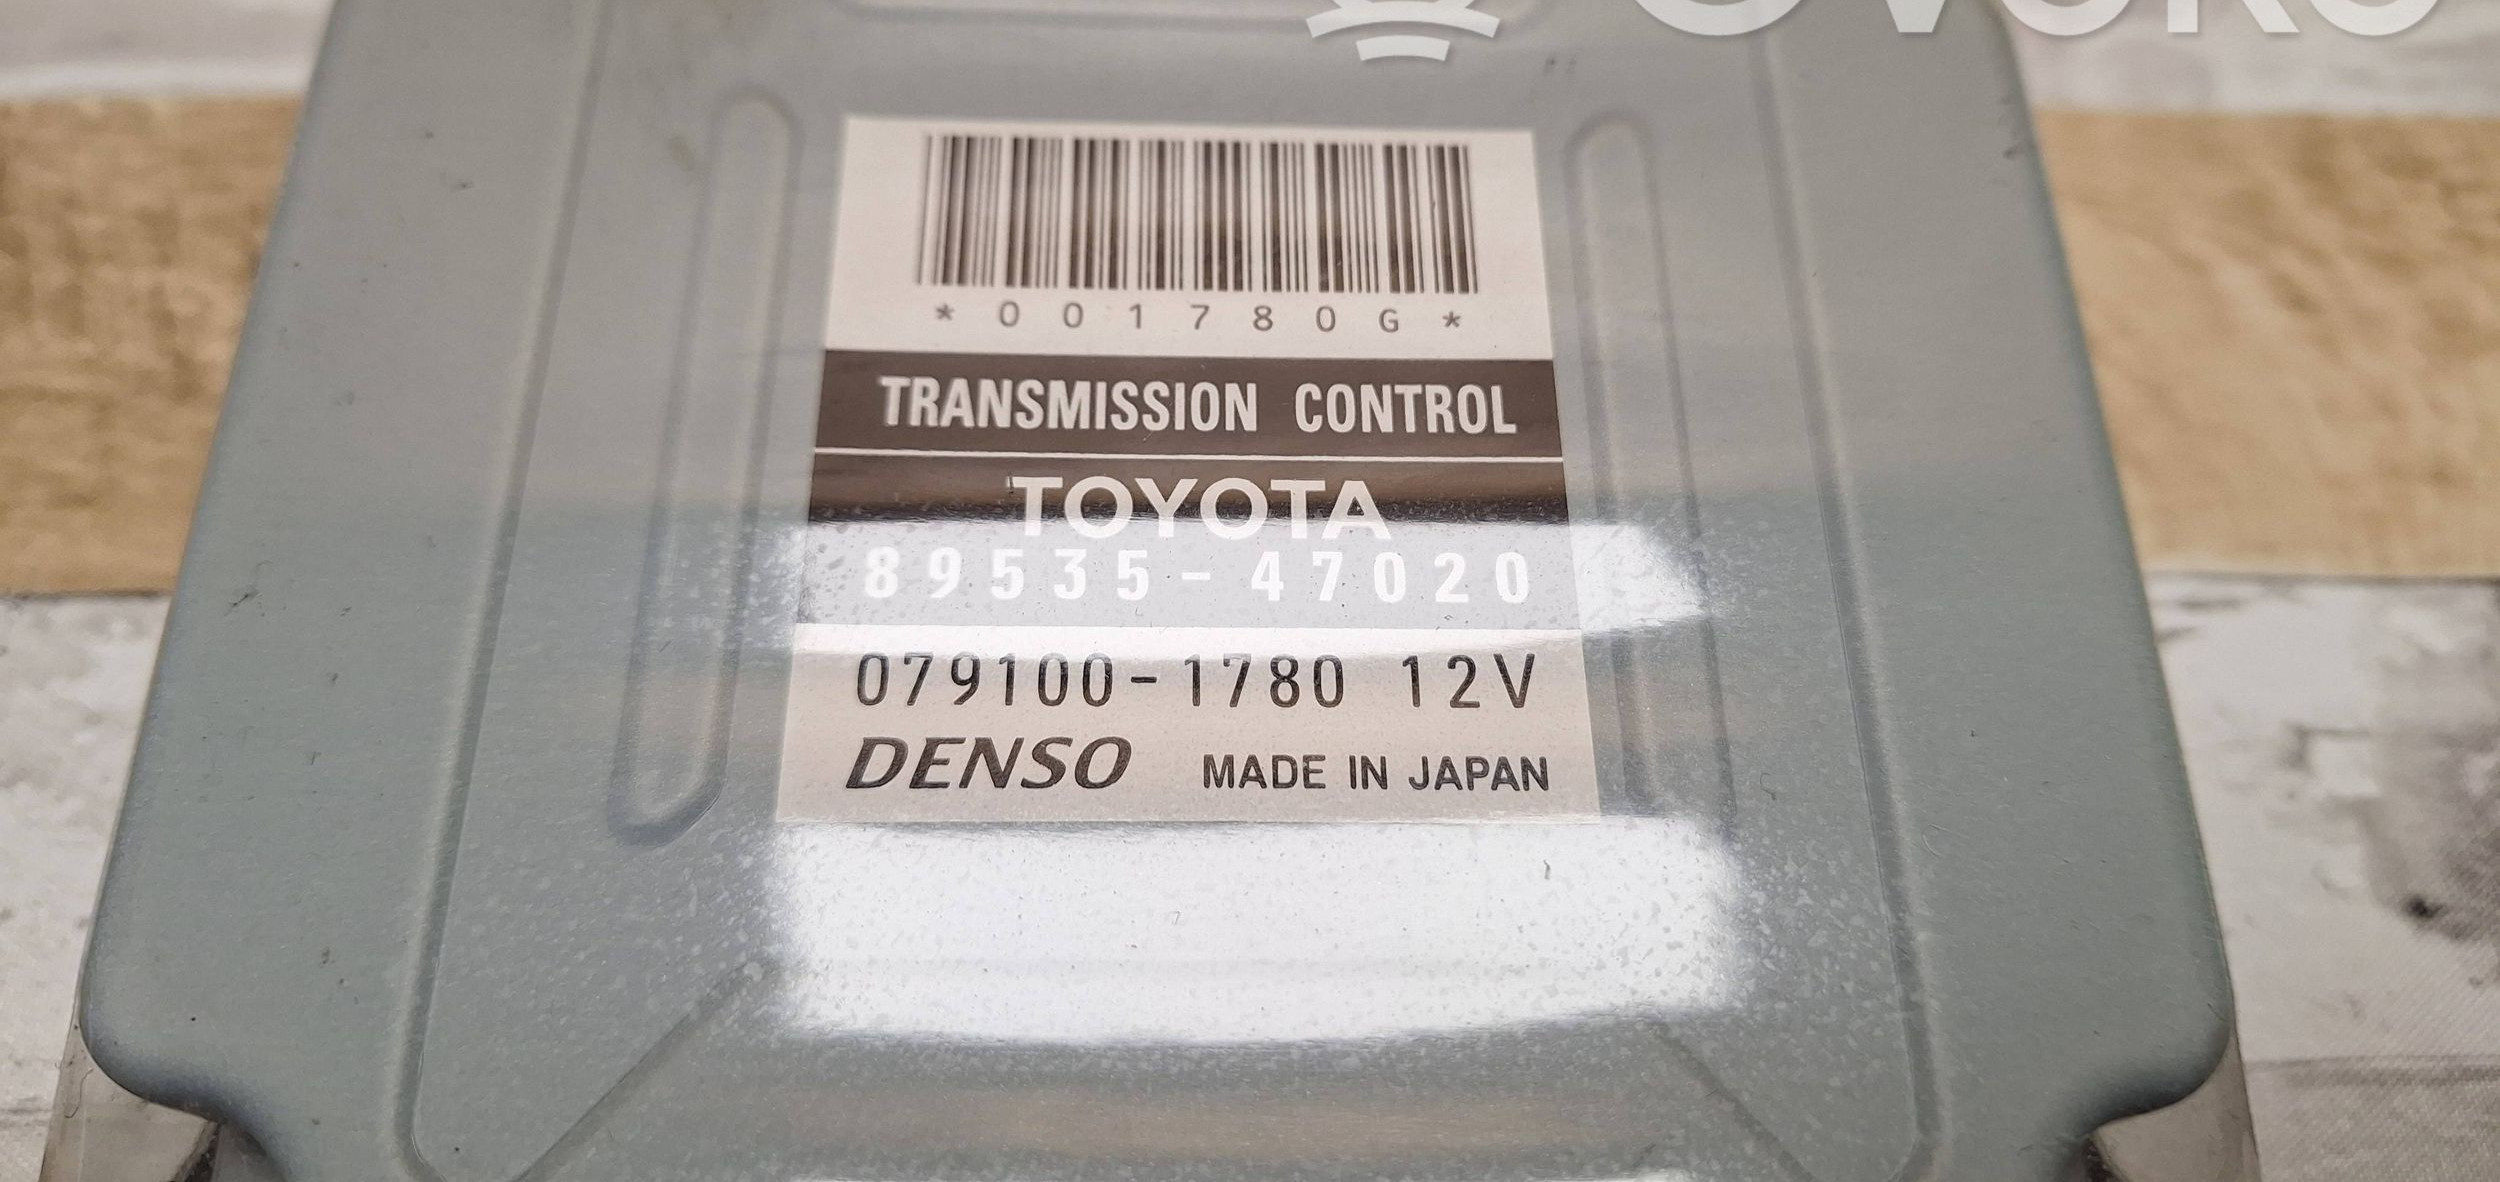 *001780G*
TRANSMISSION CONTROL
TOYOTA
89535-47020
079100-1780 12V
DENSO MADE IN JAPAN